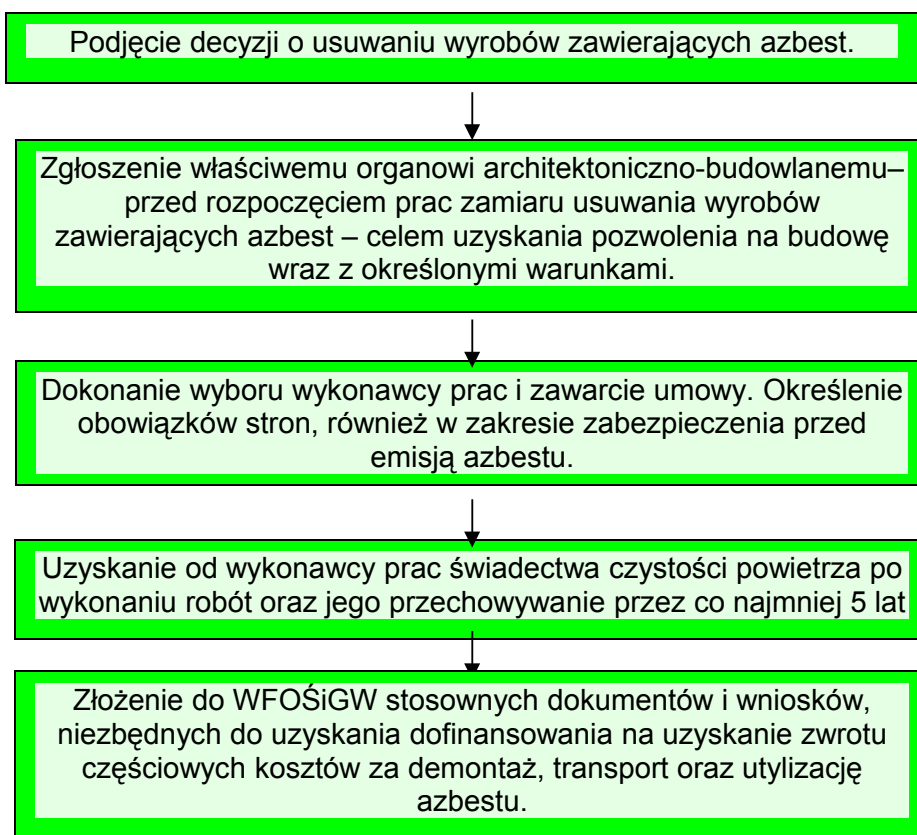 Podjęcie decyzji o usuwaniu wyrobów zawierających azbest.
Zgłoszenie właściwemu organowi architektoniczno-budowlanemu–
przed rozpoczęciem prac zamiaru usuwania wyrobów
zawierających azbest – celem uzyskania pozwolenia na budowę
wraz z określonymi warunkami.
Dokonanie wyboru wykonawcy prac i zawarcie umowy. Określenie
obowiązków stron, również w zakresie zabezpieczenia przed
emisją azbestu.
Uzyskanie od wykonawcy prac świadectwa czystości powietrza po
wykonaniu robót oraz jego przechowywanie przez co najmniej 5 lat
Złożenie do WFOŚiGW stosownych dokumentów i wniosków,
niezbędnych do uzyskania dofinansowania na uzyskanie zwrotu
częściowych kosztów za demontaż, transport oraz utylizację
azbestu.